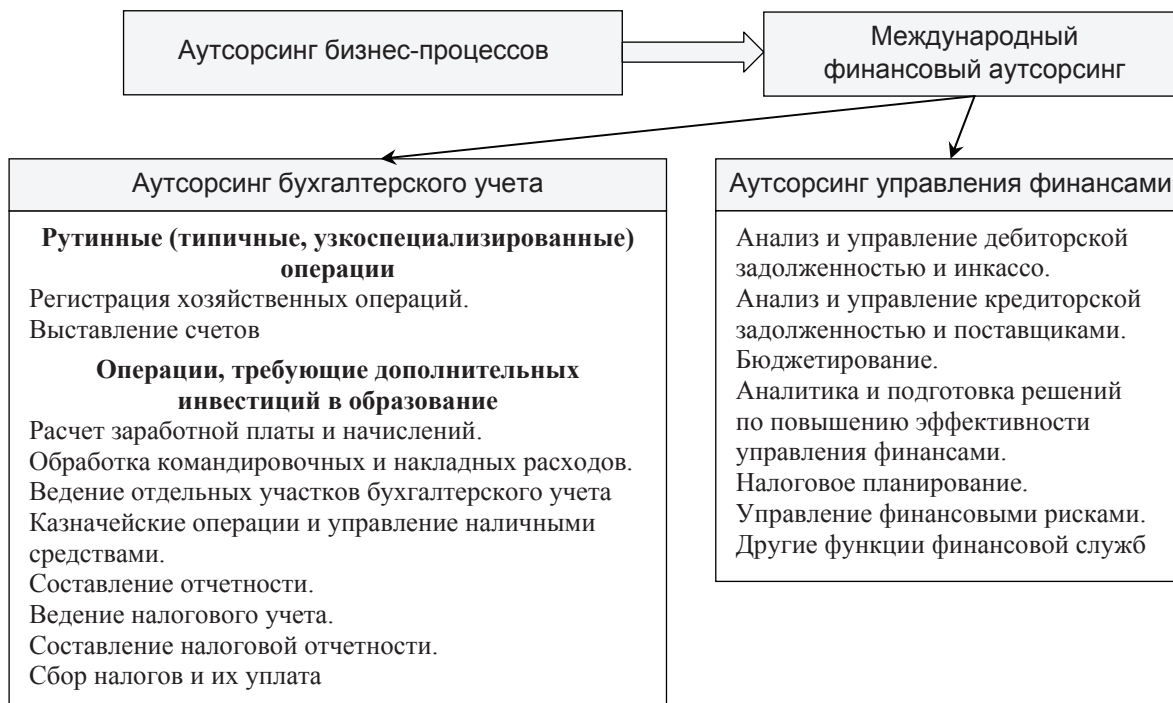 Аутсорсинг бизнес-процессов
Международный
финансовый аутсорсинг
Аутсорсинг бухгалтерского учета
Рутинные (типичные, узкоспециализированные)
операции
Регистрация хозяйственных операций.
Выставление счетов
Операции, требующие дополнительных
инвестиций в образование
Расчет заработной платы и начислений.
Обработка командировочных и накладных расходов.
Ведение отдельных участков бухгалтерского учета
Казначейские операции и управление наличными
средствами.
Составление отчетности.
Ведение налогового учета.
Составление налоговой отчетности.
Сбор налогов и их уплата
Аутсорсинг управления финансами
Анализ и управление дебиторской
задолженностью и инкассо.
Анализ и управление кредиторской
задолженностью и поставщиками.
Бюджетирование.
Аналитика и подготовка решений
по повышению эффективности
управления финансами.
Налоговое планирование.
Управление финансовыми рисками.
Другие функции финансовой служб